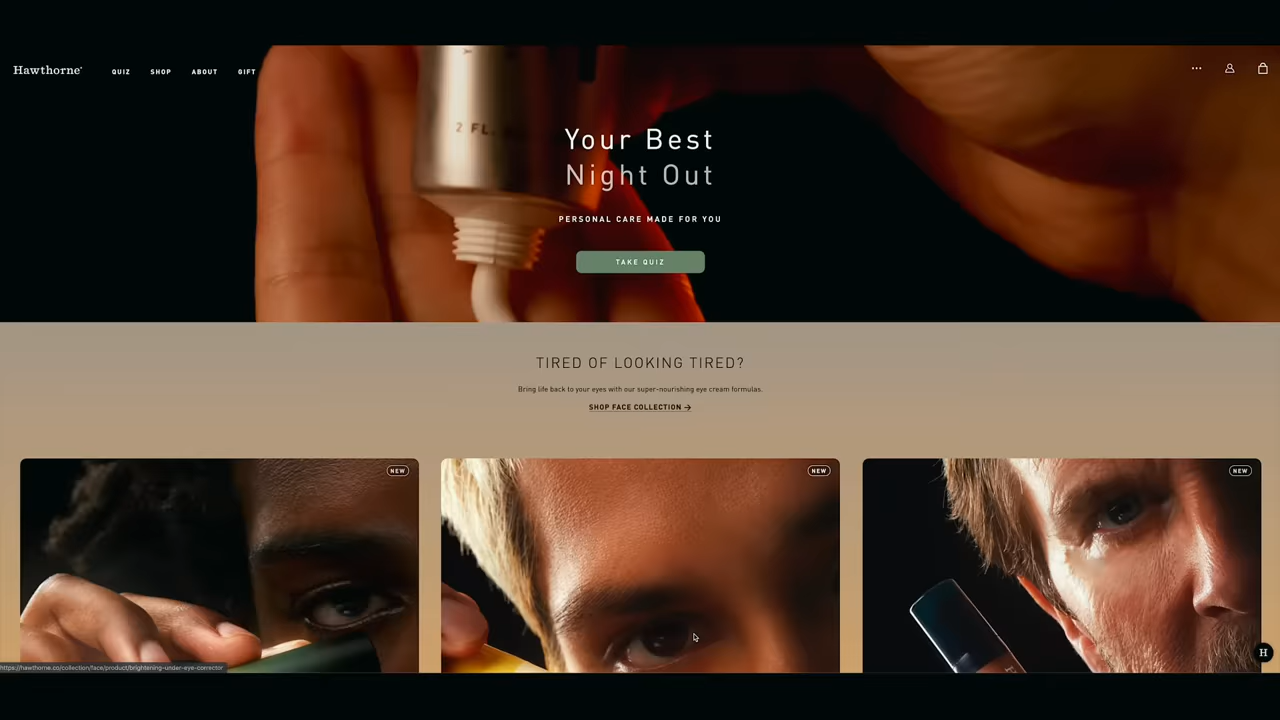 Hawthorne®
QUIZ SHOP ABOUT GIFT
2 FL.
Your Best
Night Out
PERSONAL CARE MADE FOR YOU
TAKE QUIZ
TIRED OF LOOKING TIRED?
Bring life back to your eyes with our super-nourishing eye cream formulas.
SHOP FACE COLLECTION →
NEW
NEW
NEW
H
https://hawthorne.co/collection/face/product/brightening-under-eye-corrector